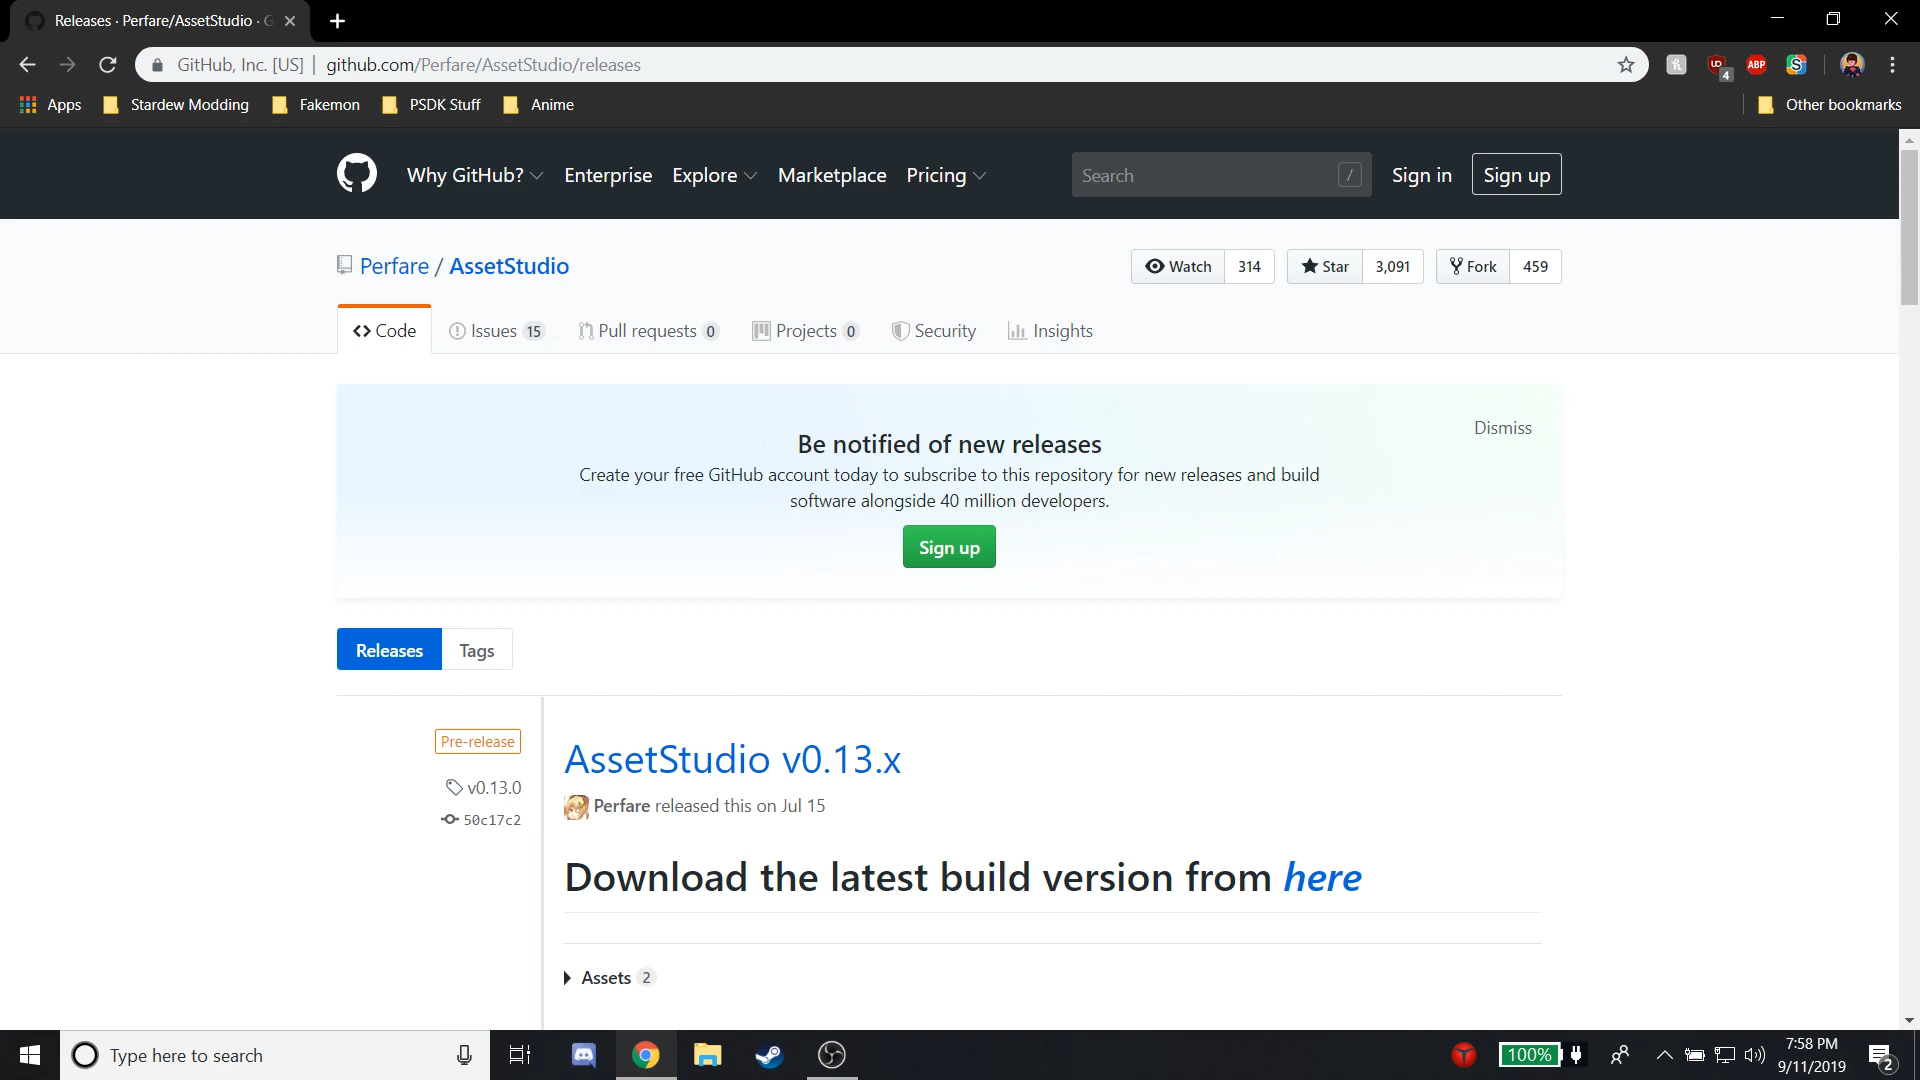 Releases · Perfare/AssetStudio · G
GitHub, Inc. [US] | github.com/Perfare/AssetStudio/releases
4
ABP
Apps
Stardew Modding
Fakemon
PSDK Stuff
Anime
Other bookmarks
Why GitHub?
Enterprise
Explore
Marketplace
Pricing
Search
/
Sign in
Sign up
Perfare / AssetStudio
Watch 314
Star 3,091
Fork 459
Code
Issues 15
Pull requests 0
Projects 0
Security
Insights
Be notified of new releases
Dismiss
Create your free GitHub account today to subscribe to this repository for new releases and build
software alongside 40 million developers.
Sign up
Releases
Tags
Pre-release
v0.13.0
50c17c2
AssetStudio v0.13.x
Perfare released this on Jul 15
Download the latest build version from here
Assets 2
Type here to search
100%
7:58 PM
9/11/2019
2